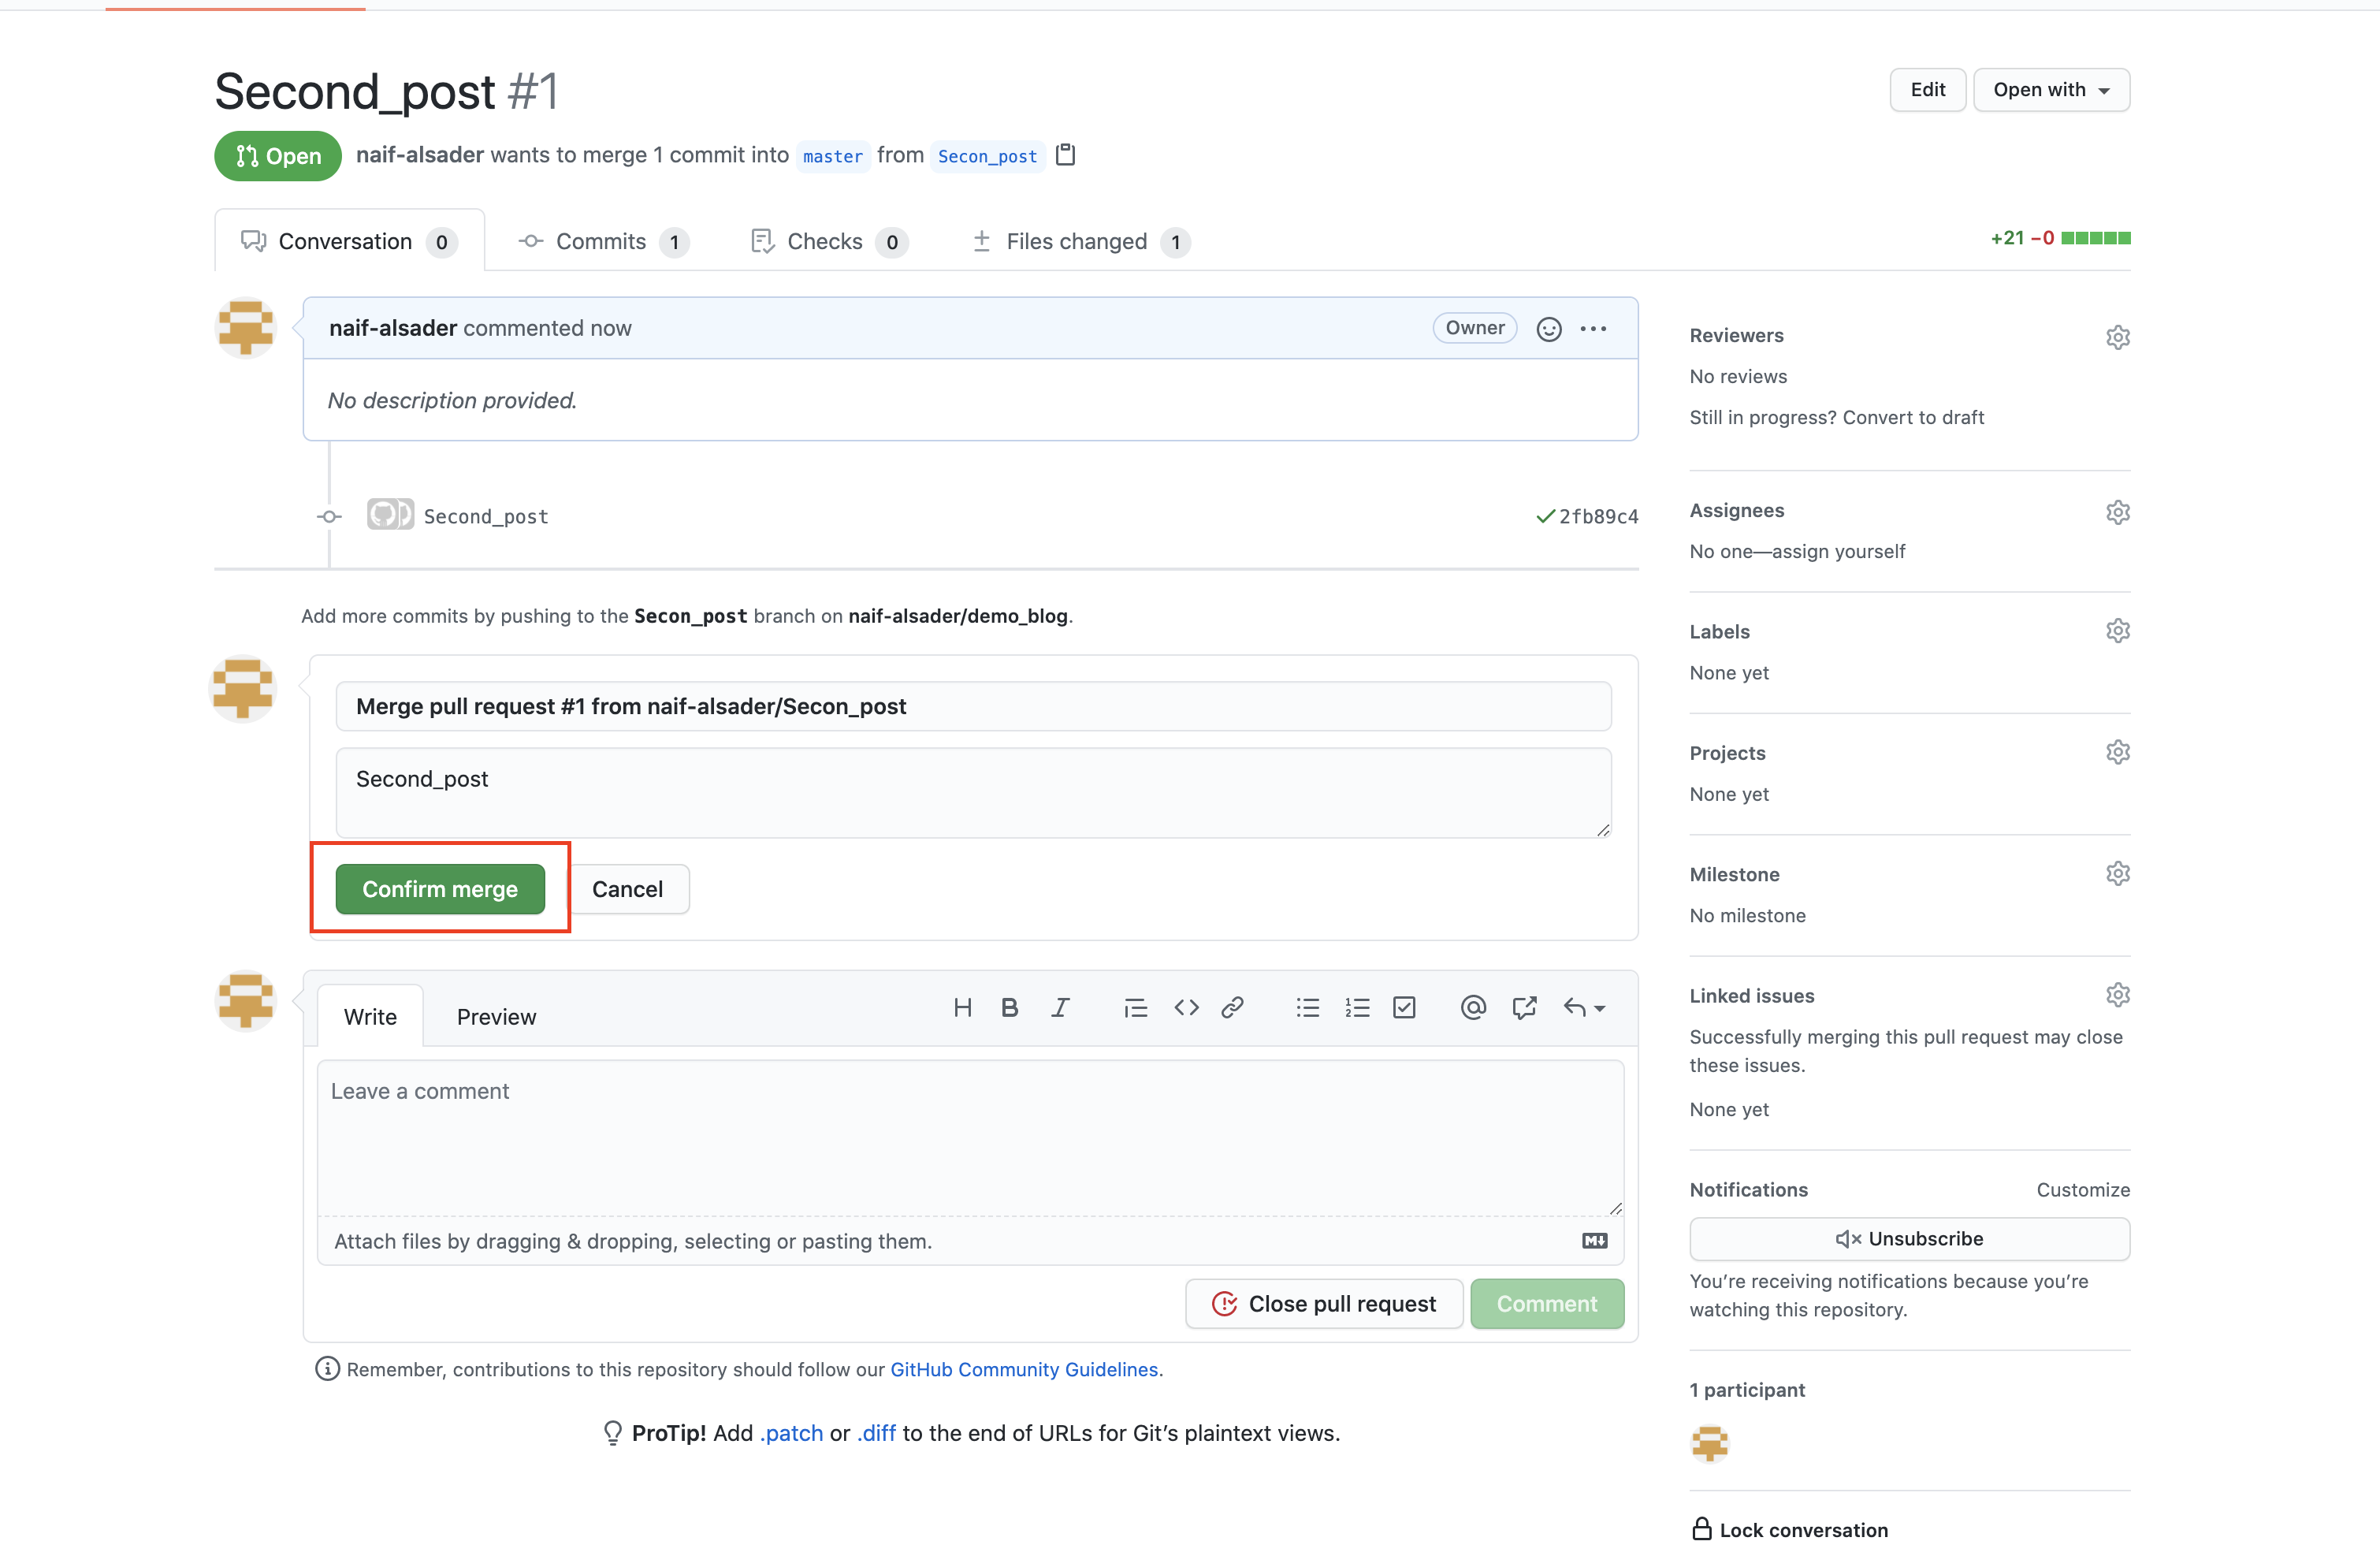 Second_post #1
Edit
Open with
Open
naif-alsader wants to merge 1 commit into master from Secon_post
Conversation 0
Commits 1
Checks 0
Files changed 1
+21 −0
naif-alsader commented now
Owner
No description provided.
Second_post
2fb89c4
Add more commits by pushing to the Secon_post branch on naif-alsader/demo_blog.
Merge pull request #1 from naif-alsader/Secon_post
Second_post
Confirm merge
Cancel
Write
Preview
Leave a comment
Attach files by dragging & dropping, selecting or pasting them.
Close pull request
Comment
Remember, contributions to this repository should follow our GitHub Community Guidelines.
ProTip! Add .patch or .diff to the end of URLs for Git’s plaintext views.
Reviewers
No reviews
Still in progress? Convert to draft
Assignees
No one—assign yourself
Labels
None yet
Projects
None yet
Milestone
No milestone
Linked issues
Successfully merging this pull request may close
these issues.
None yet
Notifications
Customize
Unsubscribe
You’re receiving notifications because you’re
watching this repository.
1 participant
Lock conversation